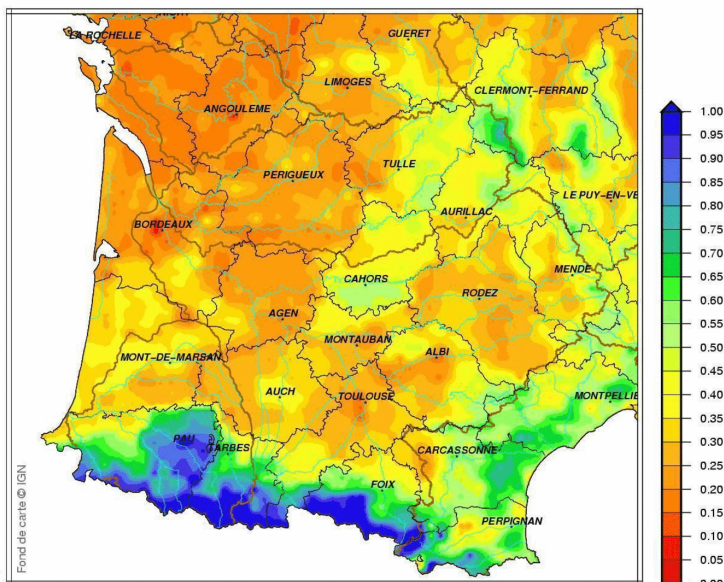 LA ROCHELLE
GUERET
LIMOGES
CLERMONT-FERRAND
ANGOULEME
TULLE
PERIGUEUX
LE PUY-EN-VE
AURILLAC
BORDEAUX
MENDE
CAHORS
RODEZ
AGEN
MONTAUBAN
ALBI
MONT-DE-MARSAN
AUCH
TOULOUSE
MONTPELLIE
PAU
TARBES
CARCASSONNE
FOIX
PERPIGNAN
Fond de carte © IGN
1.00
0.95
0.90
0.85
0.80
0.75
0.70
0.65
0.60
0.55
0.50
0.45
0.40
0.35
0.30
0.25
0.20
0.15
0.10
0.05
0.00